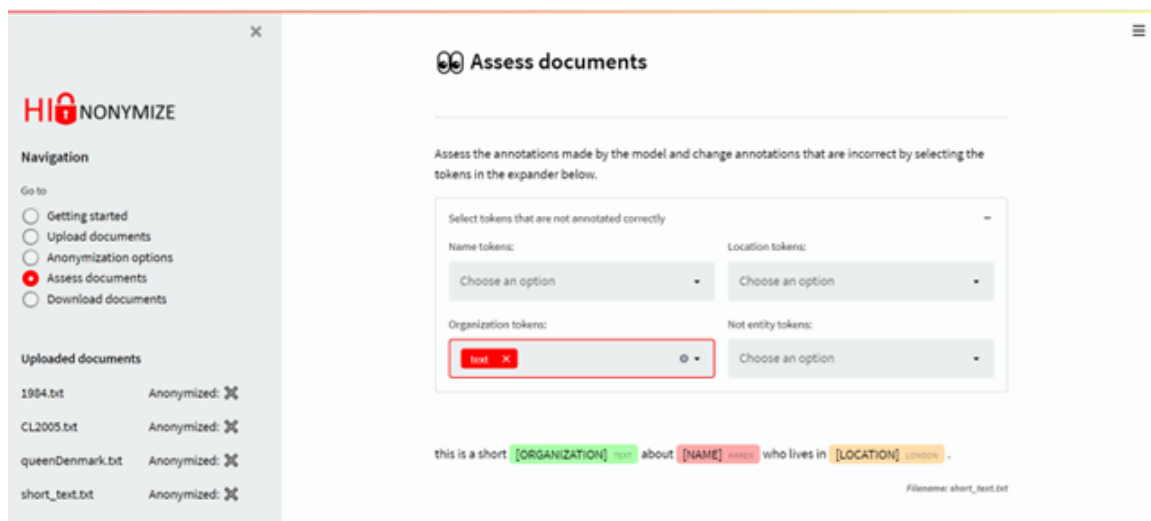 HI NONYMIZE
Navigation
Go to
Getting started
Upload documents
Anonymization options
Assess documents
Download documents
Uploaded documents
1984.txt Anonymized:
CL2005.txt Anonymized:
queenDenmark.txt Anonymized:
short_text.txt Anonymized:
Assess documents
Assess the annotations made by the model and change annotations that are incorrect by selecting the
tokens in the expander below.
Select tokens that are not annotated correctly
Name tokens: Location tokens:
Choose an option Choose an option
Organization tokens: Not entity tokens:
text Choose an option
this is a short [ORGANIZATION] TEXT about [NAME] KAREN who lives in [LOCATION] LONDON .
Filename: short_text.txt